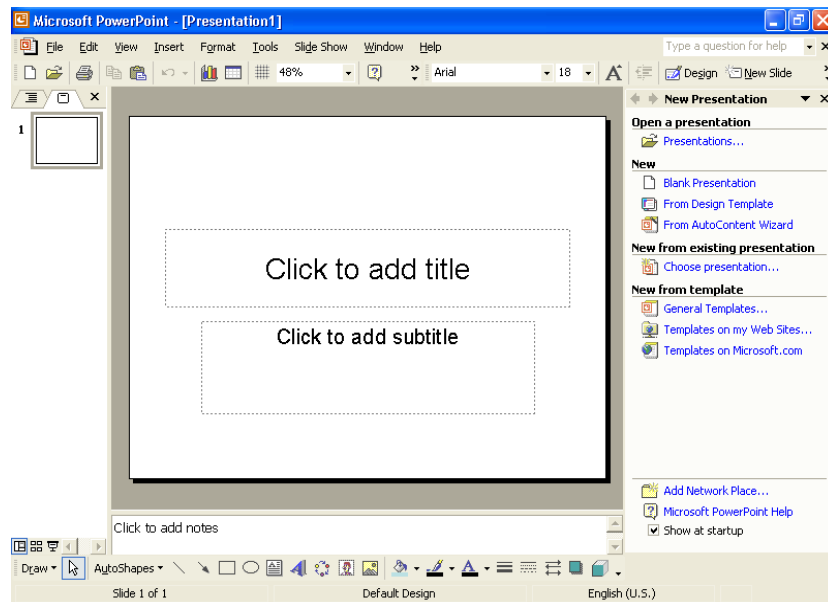 Microsoft PowerPoint - [Presentation1]
File Edit View Insert Format Tools Slide Show Window Help Type a question for help
48% Arial 18 Design New Slide
New Presentation
1
Open a presentation
Presentations...
New
Blank Presentation
From Design Template
From AutoContent Wizard
New from existing presentation
Choose presentation...
New from template
General Templates...
Templates on my Web Sites...
Templates on Microsoft.com
Click to add title
Click to add subtitle
Add Network Place...
Microsoft PowerPoint Help
Show at startup
Click to add notes
Draw AutoShapes
Slide 1 of 1 Default Design English (U.S.)